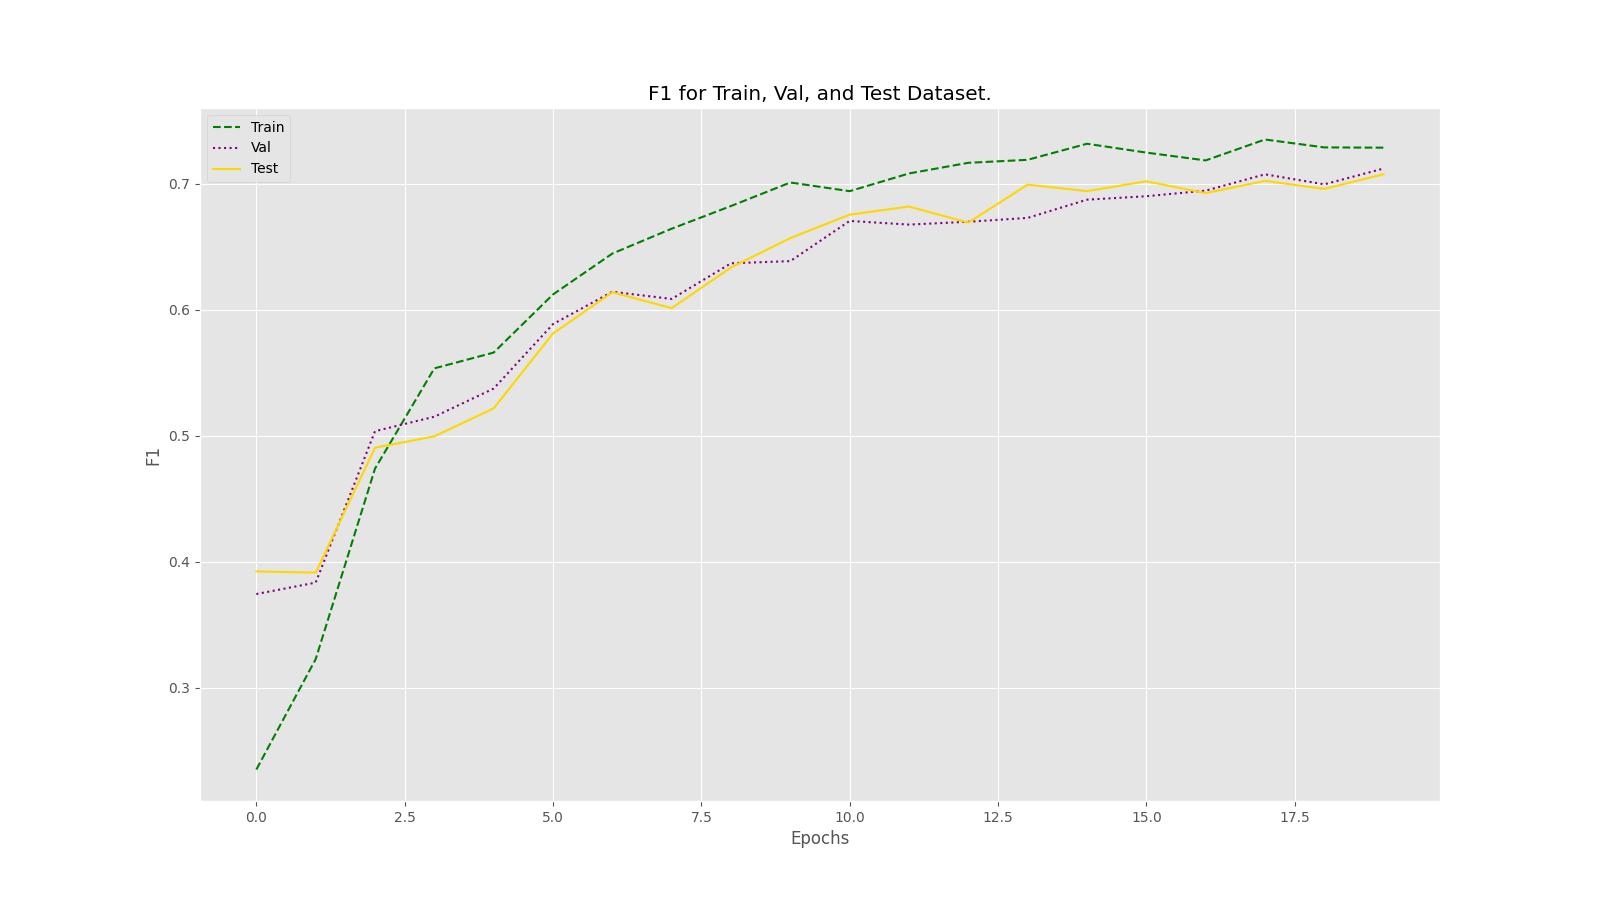 F1 for Train, Val, and Test Dataset.
Train
Val
Test
0.7
0.6
0.5
0.4
0.3
F1
0.0 2.5 5.0 7.5 10.0 12.5 15.0 17.5
Epochs